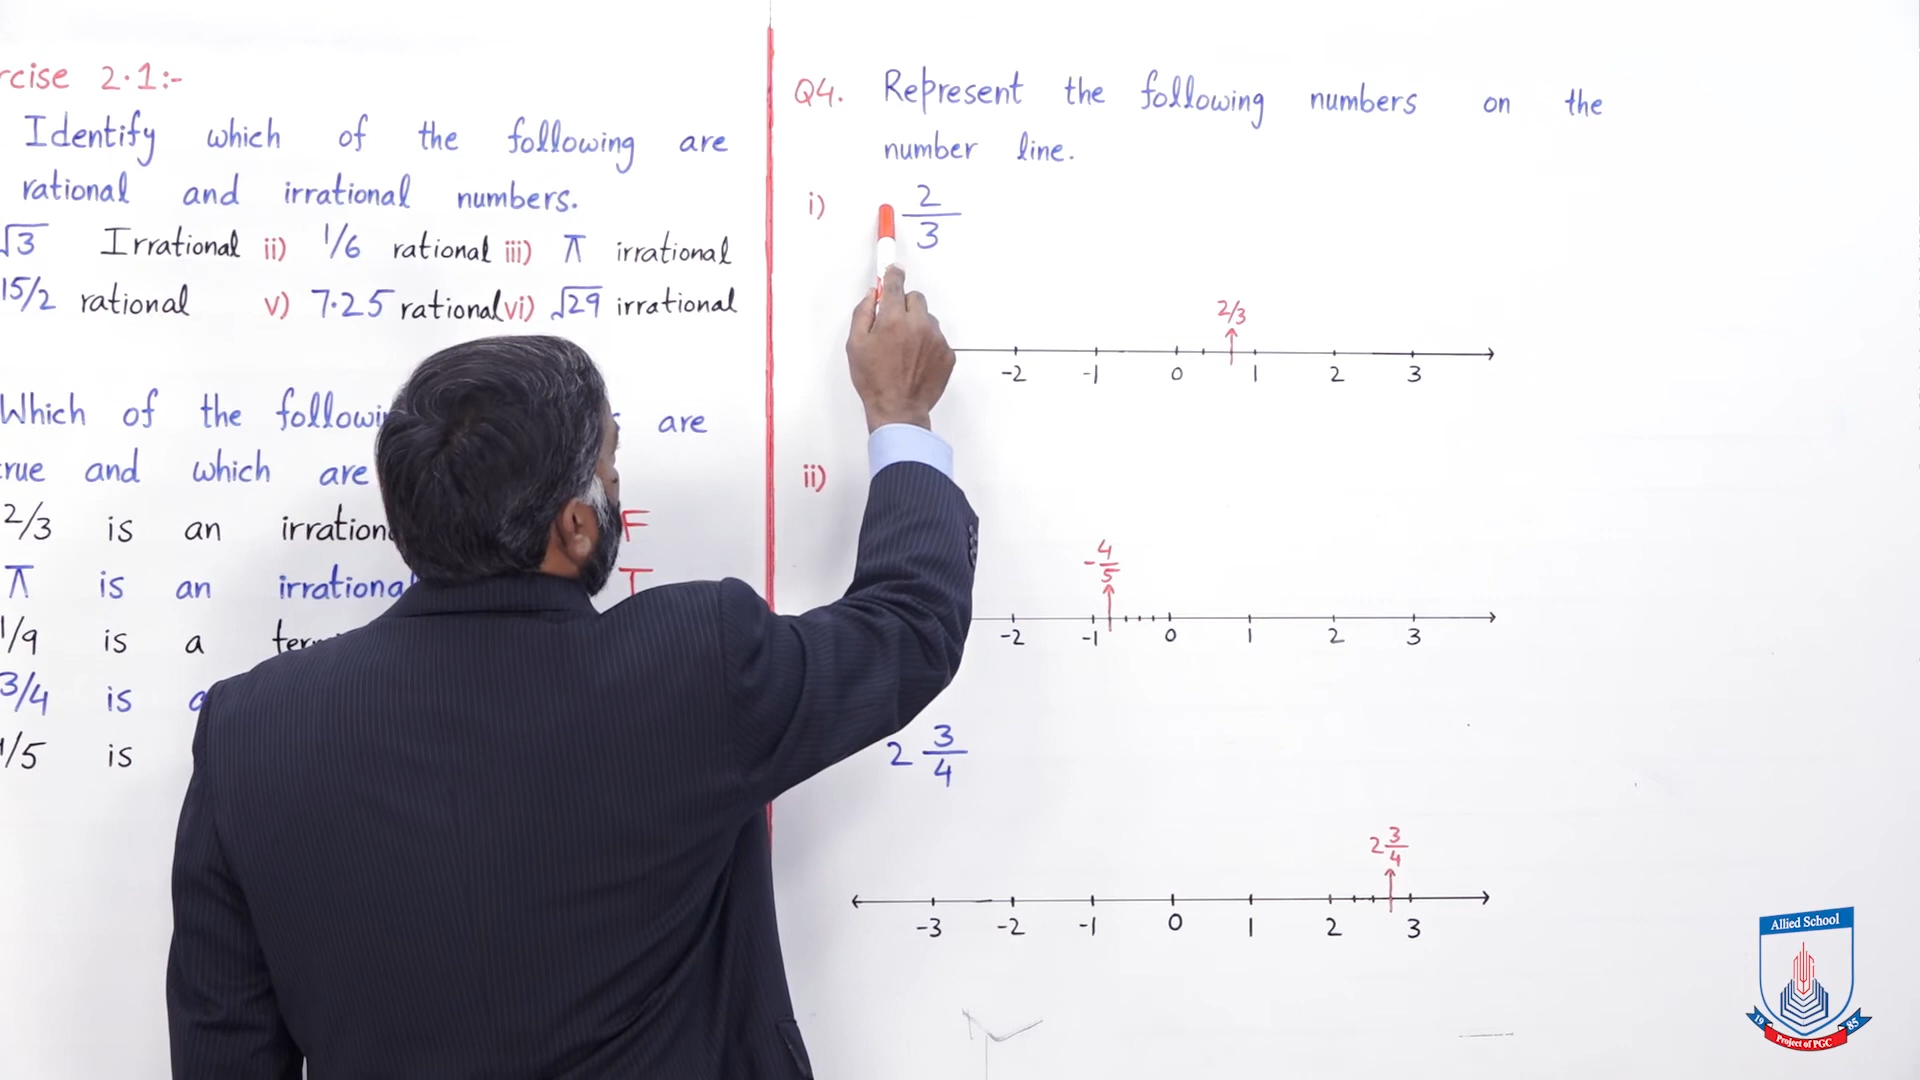 rcise 2.1:-
Identify which of the following are
rational and irrational numbers.
√3 Irrational ii) 1/6 rational iii) π irrational
15/2 rational v) 7.25 rational vi) √29 irrational
Which of the followi are
rue and which are
2/3 is an irration F
π is an irrational T
1/9 is a ter
3/4 is a
1/5 is
Q4. Represent the following numbers on the
number line.
i) 2/3
2/3
-2 -1 0 1 2 3
ii)
-4/5
-2 -1 0 1 2 3
2 3/4
2 3/4
-3 -2 -1 0 1 2 3
Allied School
19 85
Project of PGC